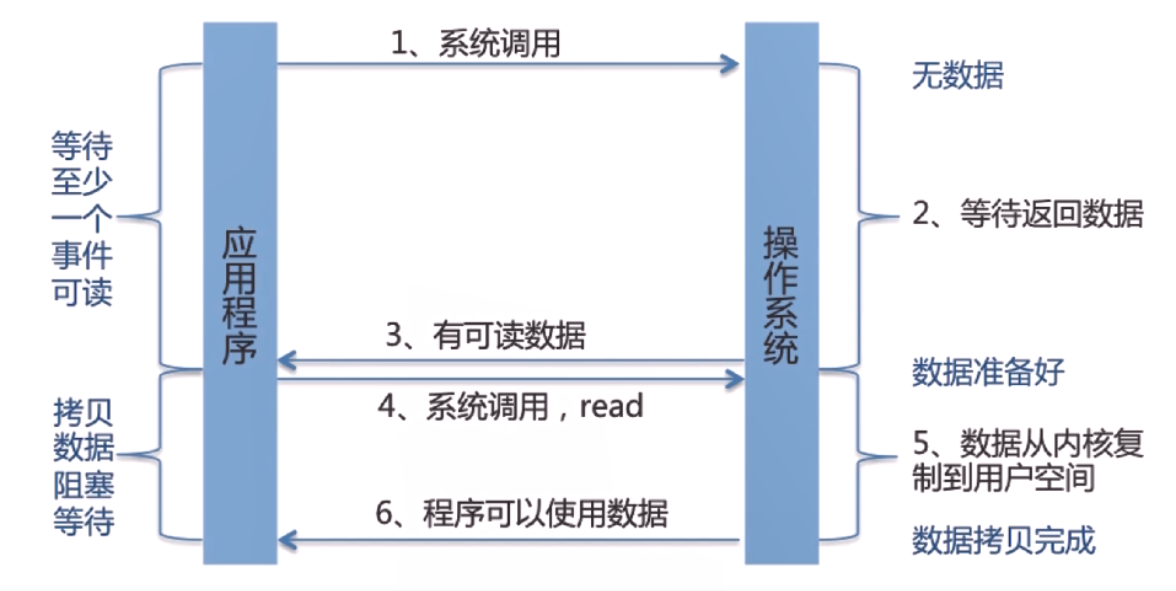 1、系统调用
无数据
等待
至少
一个
事件
可读
应用程序
操作系统
2、等待返回数据
3、有可读数据
数据准备好
4、系统调用，read
拷贝
数据
阻塞
等待
5、数据从内核复
制到用户空间
6、程序可以使用数据
数据拷贝完成